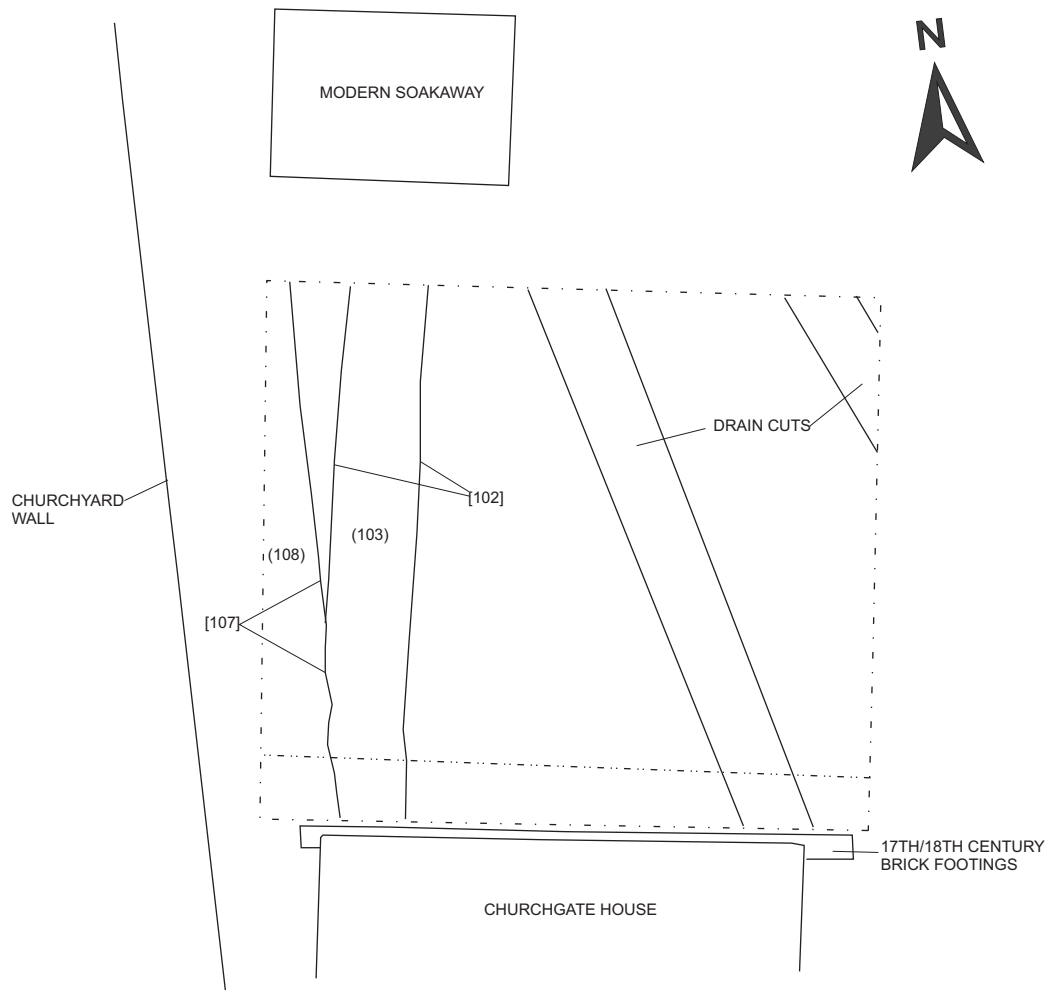 N
MODERN SOAKAWAY
DRAIN CUTS
CHURCHYARD
WALL
[102]
(103)
(108)
[107]
17TH/18TH CENTURY
BRICK FOOTINGS
CHURCHGATE HOUSE